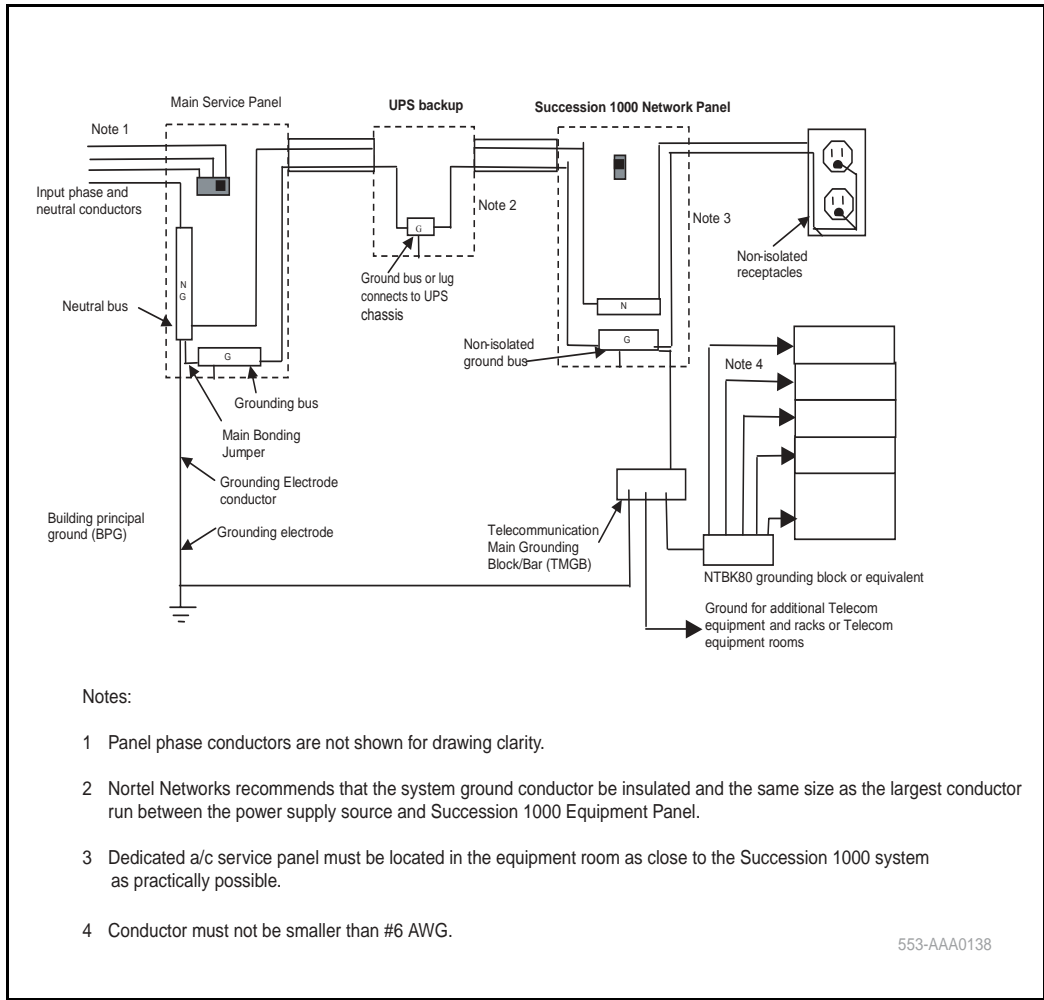 Main Service Panel
UPS backup
Succession 1000 Network Panel
Note 1
Input phase and
neutral conductors
Note 2
Note 3
Non-isolated
receptacles
G
Ground bus or lug
connects to UPS
chassis
N
G
Neutral bus
N
G
Non-isolated
ground bus
G
Note 4
Grounding bus
Main Bonding
Jumper
Grounding Electrode
conductor
Building principal
ground (BPG)
Grounding electrode
Telecommunication
Main Grounding
Block/Bar (TMGB)
NTBK80 grounding block or equivalent
Ground for additional Telecom
equipment and racks or Telecom
equipment rooms
Notes:
1 Panel phase conductors are not shown for drawing clarity.
2 Nortel Networks recommends that the system ground conductor be insulated and the same size as the largest conductor
run between the power supply source and Succession 1000 Equipment Panel.
3 Dedicated a/c service panel must be located in the equipment room as close to the Succession 1000 system
as practically possible.
4 Conductor must not be smaller than #6 AWG.
553-AAA0138